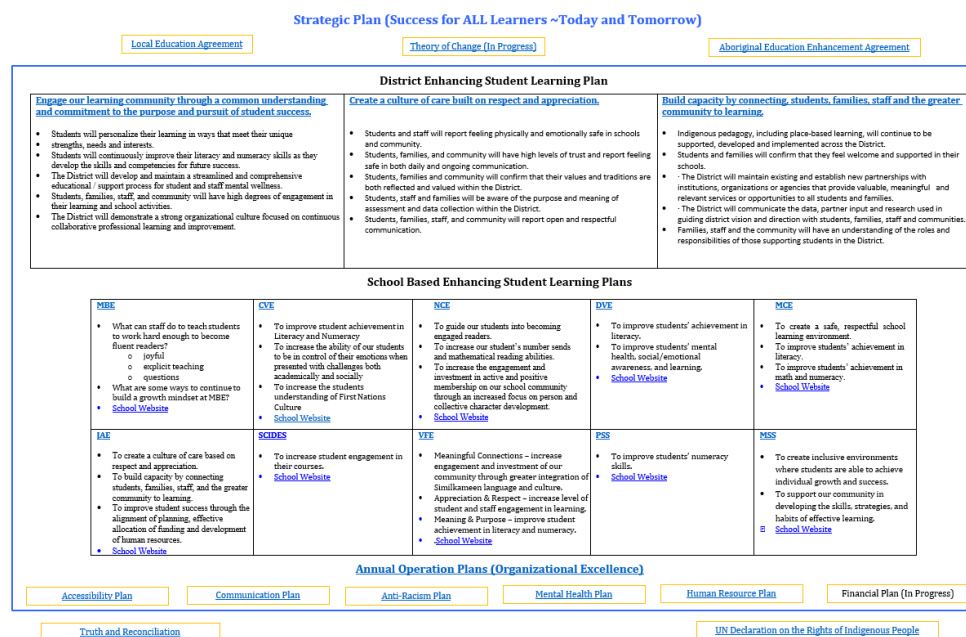 Strategic Plan (Success for ALL Learners ~Today and Tomorrow)
Local Education Agreement
Theory of Change (In Progress)
Aboriginal Education Enhancement Agreement
District Enhancing Student Learning Plan
Engage our learning community through a common understanding
and commitment to the purpose and pursuit of student success.
• Students will personalize their learning in ways that meet their unique
• strengths, needs and interests.
• Students will continuously improve their literacy and numeracy skills as they
develop the skills and competencies for future success.
• The District will develop and maintain a streamlined and comprehensive
educational / support process for student and staff mental wellness.
• Students, families, staff, and community will have high degrees of engagement in
their learning and school activities.
• The District will demonstrate a strong organizational culture focused on continuous
collaborative professional learning and improvement.
Create a culture of care built on respect and appreciation.
• Students and staff will report feeling physically and emotionally safe in schools
and community.
• Students, families, and community will have high levels of trust and report feeling
safe in both daily and ongoing communication.
• Students, families and community will confirm that their values and traditions are
both reflected and valued within the District.
• Students, staff and families will be aware of the purpose and meaning of
assessment and data collection within the District.
• Students, families, staff, and community will report open and respectful
communication.
Build capacity by connecting, students, families, staff and the greater
community to learning.
• Indigenous pedagogy, including place-based learning, will continue to be
supported, developed and implemented across the District.
• Students and families will confirm that they feel welcome and supported in their
schools.
• · The District will maintain existing and establish new partnerships with
institutions, organizations or agencies that provide valuable, meaningful and
relevant services or opportunities to all students and families.
• · The District will communicate the data, partner input and research used in
guiding district vision and direction with students, families, staff and communities.
• Families, staff and the community will have an understanding of the roles and
responsibilities of those supporting students in the District.
School Based Enhancing Student Learning Plans
MBE
• What can staff do to teach students
to work hard enough to become
fluent readers?
o joyful
o explicit teaching
o questions
• What are some ways to continue to
build a growth mindset at MBE?
• School Website
CVE
• To improve student achievement in
Literacy and Numeracy
• To increase the ability of our students
to be in control of their emotions when
presented with challenges both
academically and socially
• To increase the students
understanding of First Nations
Culture
• School Website
NCE
• To guide our students into becoming
engaged readers.
• To increase our student's number sends
and mathematical reading abilities.
• To increase the engagement and
investment in active and positive
membership on our school community
through an increased focus on person and
collective character development.
• School Website
DVE
• To improve students' achievement in
literacy.
• To improve students' mental
health, social/emotional
awareness, and learning.
• School Website
MCE
• To create a safe, respectful school
learning environment.
• To improve students' achievement in
literacy.
• To improve students' achievement in
math and numeracy.
• School Website
JAE
• To create a culture of care based on
respect and appreciation.
• To build capacity by connecting
students, families, staff, and the greater
community to learning.
• To improve student success through the
alignment of planning, effective
allocation of funding and development
of human resources.
• School Website
SCIDES
• To increase student engagement in
their courses.
• School Website
VFE
• Meaningful Connections – increase
engagement and investment of our
community through greater integration of
Similkameen language and culture.
• Appreciation & Respect – increase level of
student and staff engagement in learning.
• Meaning & Purpose – improve student
achievement in literacy and numeracy.
• .School Website
PSS
• To improve students' numeracy
skills.
• School Website
MSS
• To create inclusive environments
where students are able to achieve
individual growth and success.
• To support our community in
developing the skills, strategies, and
habits of effective learning.
School Website
Annual Operation Plans (Organizational Excellence)
Accessibility Plan
Communication Plan
Anti-Racism Plan
Mental Health Plan
Human Resource Plan
Financial Plan (In Progress)
Truth and Reconciliation
UN Declaration on the Rights of Indigenous People